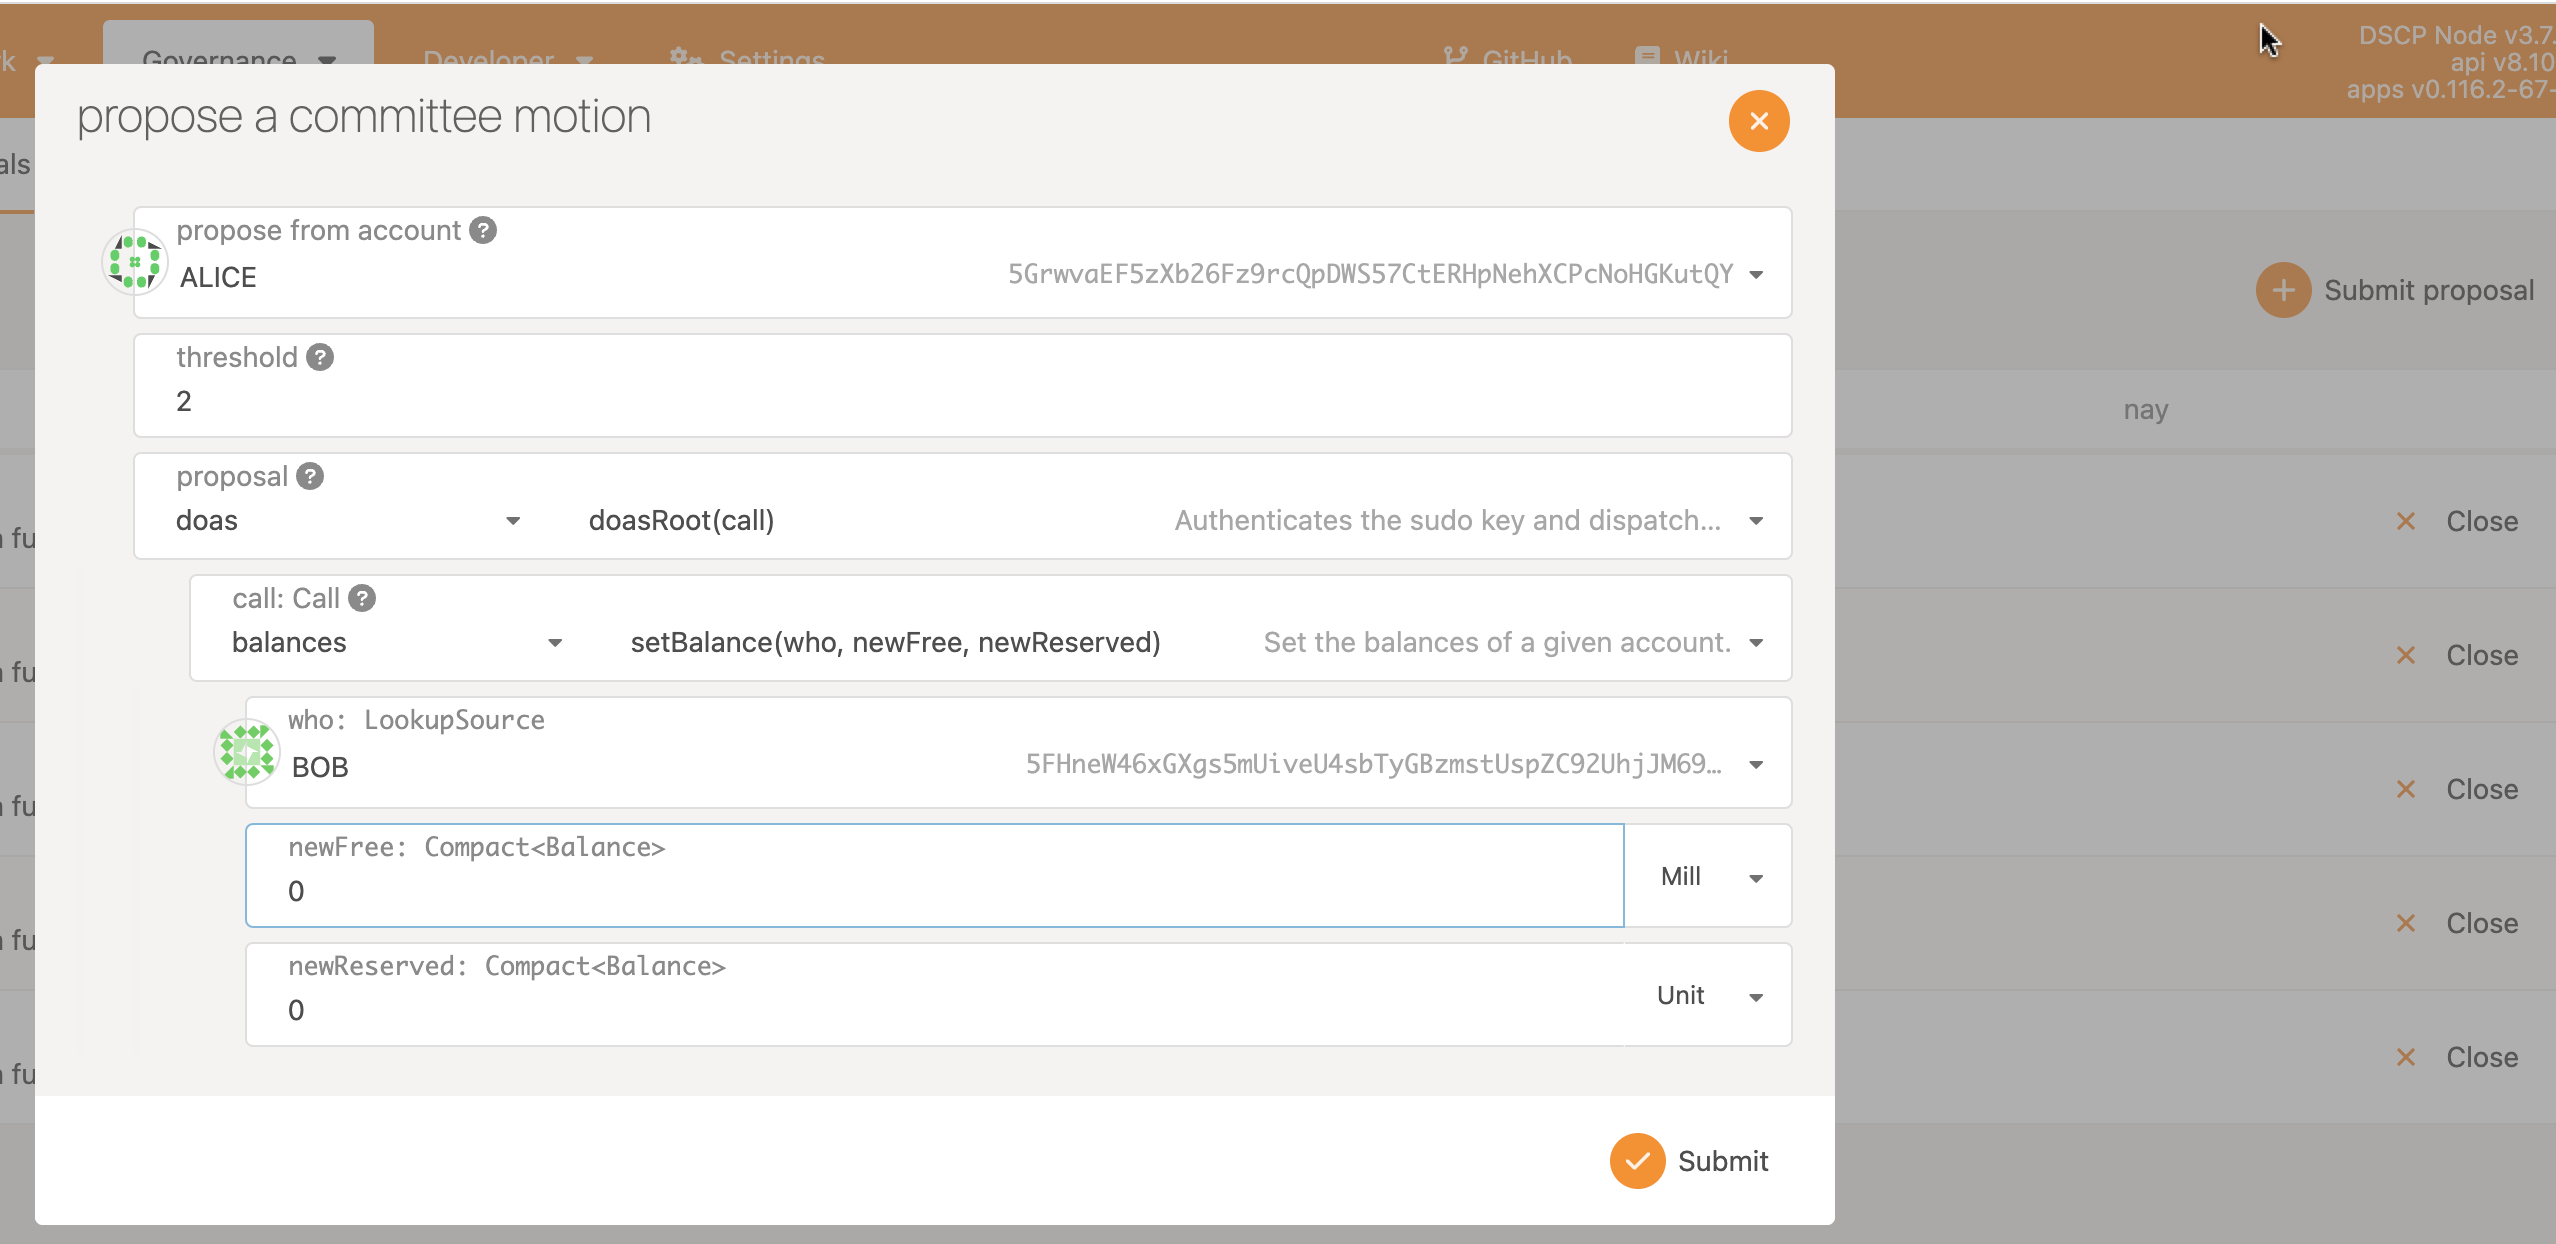 k
Governance
Developer
Settings
GitHub
Wiki
DSCP Node v3.7.
api v8.10
apps v0.116.2-67-
als
propose a committee motion
propose from account ?
ALICE
5GrwvaEF5zXb26Fz9rcQpDWS57CtERHpNehXCPcNoHGKutQY
Submit proposal
threshold ?
2
nay
proposal ?
doas
doasRoot(call)
Authenticates the sudo key and dispatch...
fu
Close
call: Call ?
balances
setBalance(who, newFree, newReserved)
Set the balances of a given account.
fu
Close
who: LookupSource
BOB
5FHneW46xGXgs5mUiveU4sbTyGBzmstUspZC92UhjJM69…
fu
Close
newFree: Compact<Balance>
0
Mill
fu
Close
newReserved: Compact<Balance>
0
Unit
fu
Close
Submit